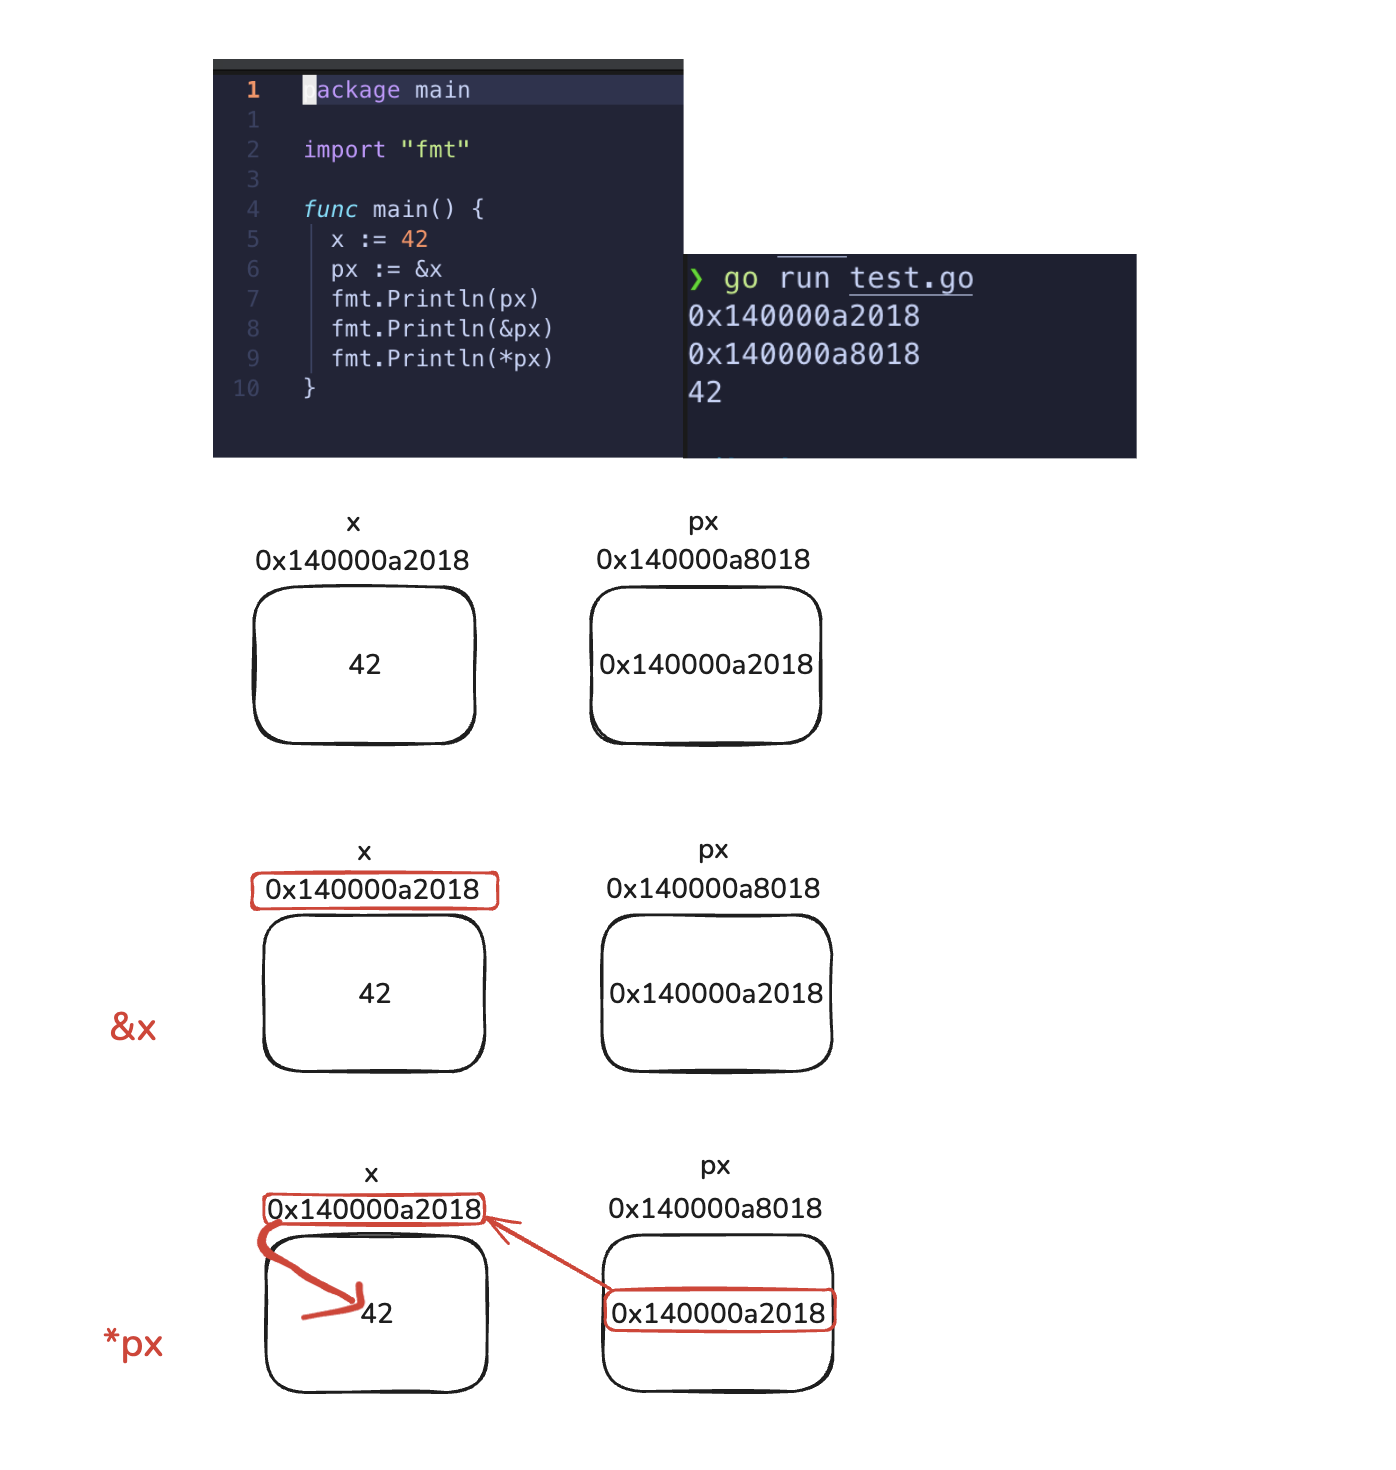 1 package main
1
2 import "fmt"
3
4 func main() {
5 x := 42
6 px := &x
7 fmt.Println(px)
8 fmt.Println(&px)
9 fmt.Println(*px)
10 }
❯ go run test.go
0x140000a2018
0x140000a8018
42
x
px
0x140000a2018
0x140000a8018
42
0x140000a2018
x
px
0x140000a2018
0x140000a8018
42
0x140000a2018
&x
x
px
0x140000a2018
0x140000a8018
42
0x140000a2018
*px